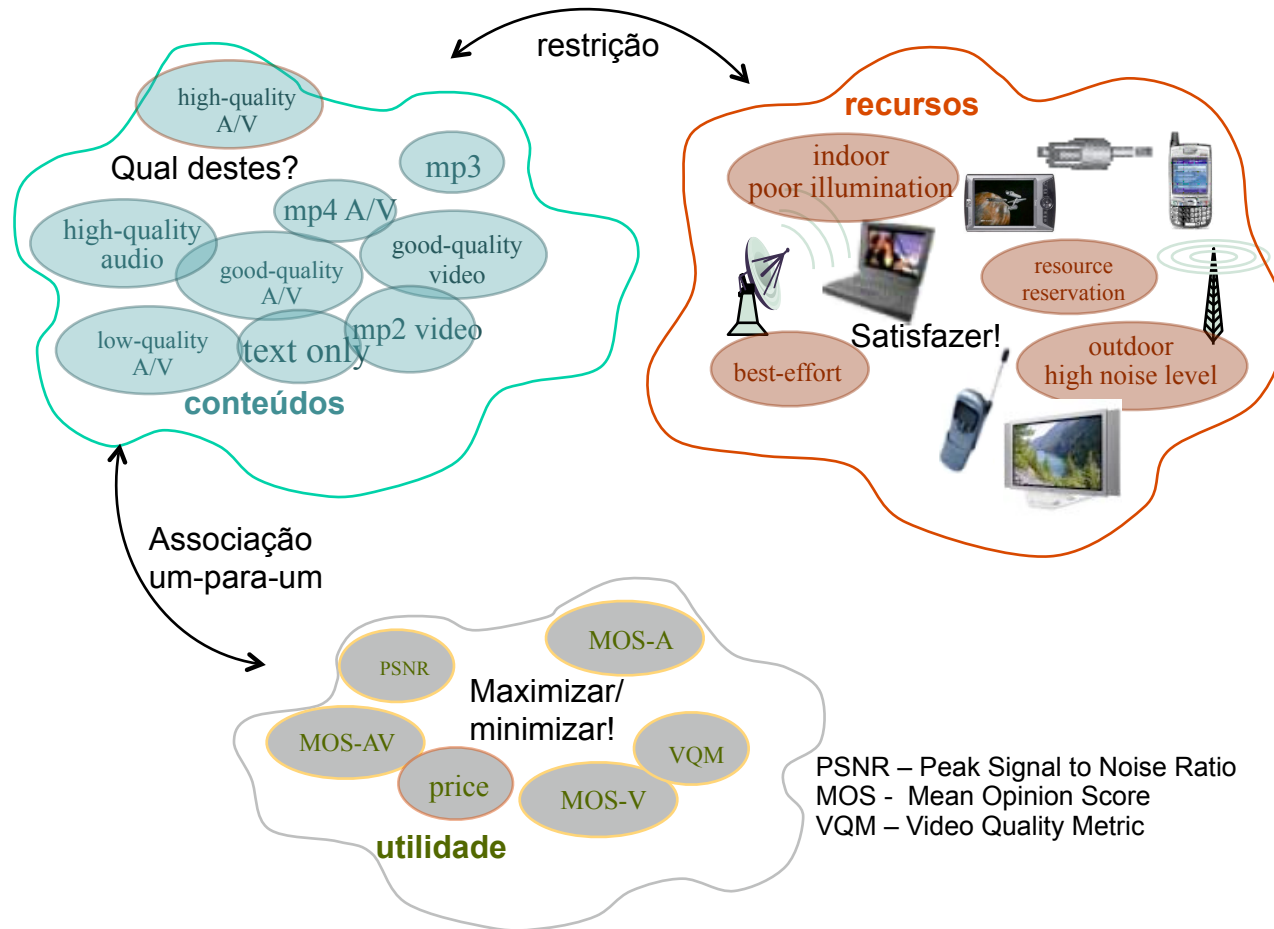 restrição
high-quality
A/V
Qual destes?
mp3
mp4 A/V
high-quality
audio
good-quality
video
good-quality
A/V
mp2 video
low-quality
A/V
text only
conteúdos
recursos
indoor
poor illumination
resource
reservation
Satisfazer!
best-effort
outdoor
high noise level
Associação
um-para-um
MOS-A
PSNR
Maximizar/
minimizar!
MOS-AV
VQM
price
MOS-V
utilidade
PSNR – Peak Signal to Noise Ratio
MOS - Mean Opinion Score
VQM – Video Quality Metric